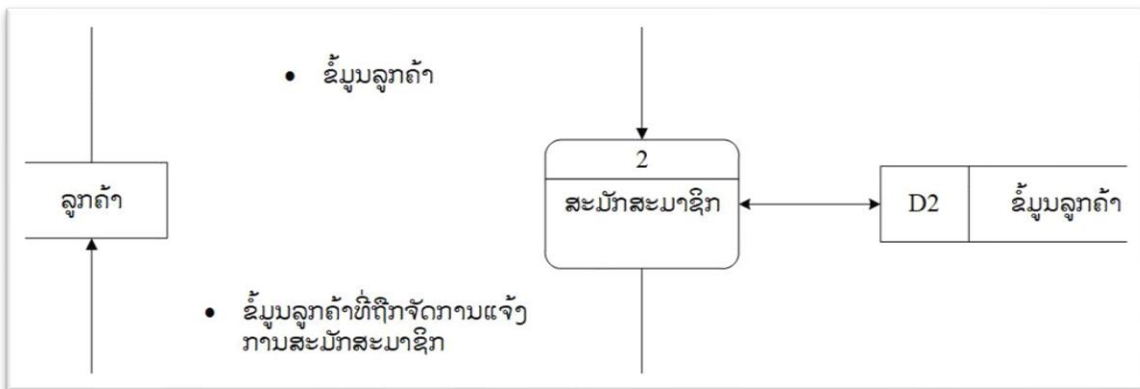 • ຂໍ້ມູນລູກຄ້າ
2
ລູກຄ້າ
ສະມັກສະມາຊິກ
D2
ຂໍ້ມູນລູກຄ້າ
• ຂໍ້ມູນລູກຄ້າທີ່ຖືກຈັດການແຈ້ງ
ການສະມັກສະມາຊິກ